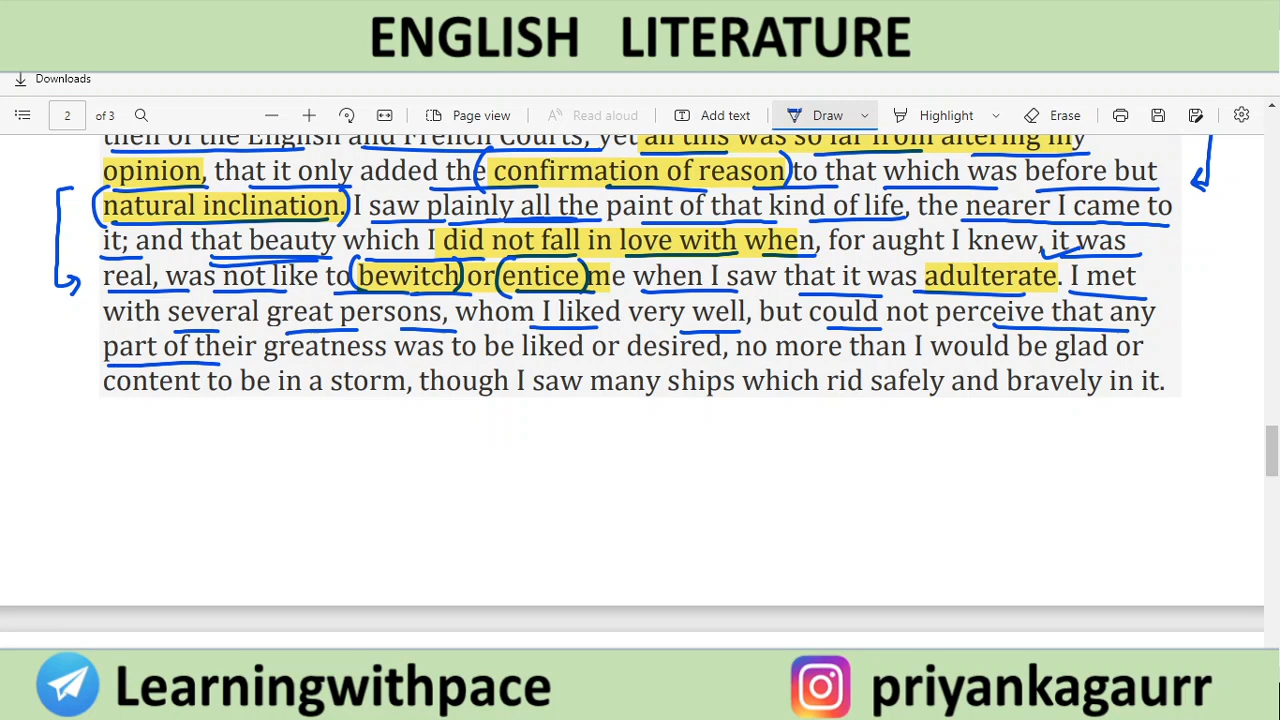 ENGLISH LITERATURE
Downloads
2 of 3 Page view Read aloud Add text Draw Highlight Erase
then of the English and French Courts, yet all this was so far from altering my
opinion, that it only added the confirmation of reason to that which was before but
natural inclination. I saw plainly all the paint of that kind of life, the nearer I came to
it; and that beauty which I did not fall in love with when, for aught I knew, it was
real, was not like to bewitch or entice me when I saw that it was adulterate. I met
with several great persons, whom I liked very well, but could not perceive that any
part of their greatness was to be liked or desired, no more than I would be glad or
content to be in a storm, though I saw many ships which rid safely and bravely in it.
Learningwithpace priyankagaurr